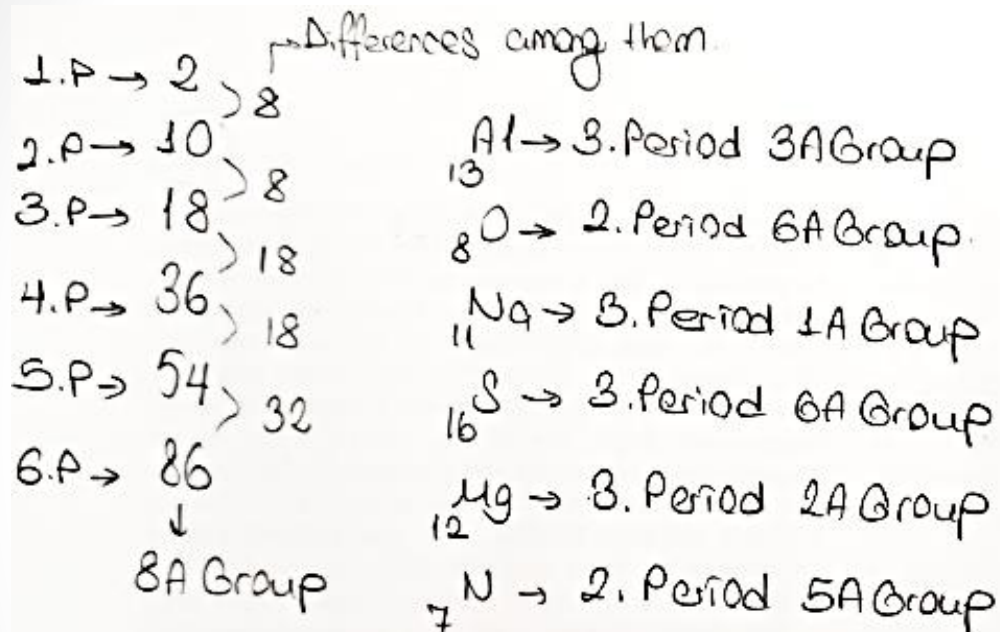 →Differences among them.
1.P → 2
8
2.P → 10
8
3.P → 18
18
4.P → 36
18
5.P → 54
32
6.P → 86
↓
8A Group
13Al → 3.Period 3A Group
8O → 2.Period 6A Group.
11Na → 3.Period 1A Group
16S → 3.Period 6A Group
12Mg → 3.Period 2A Group
7N → 2.Period 5A Group